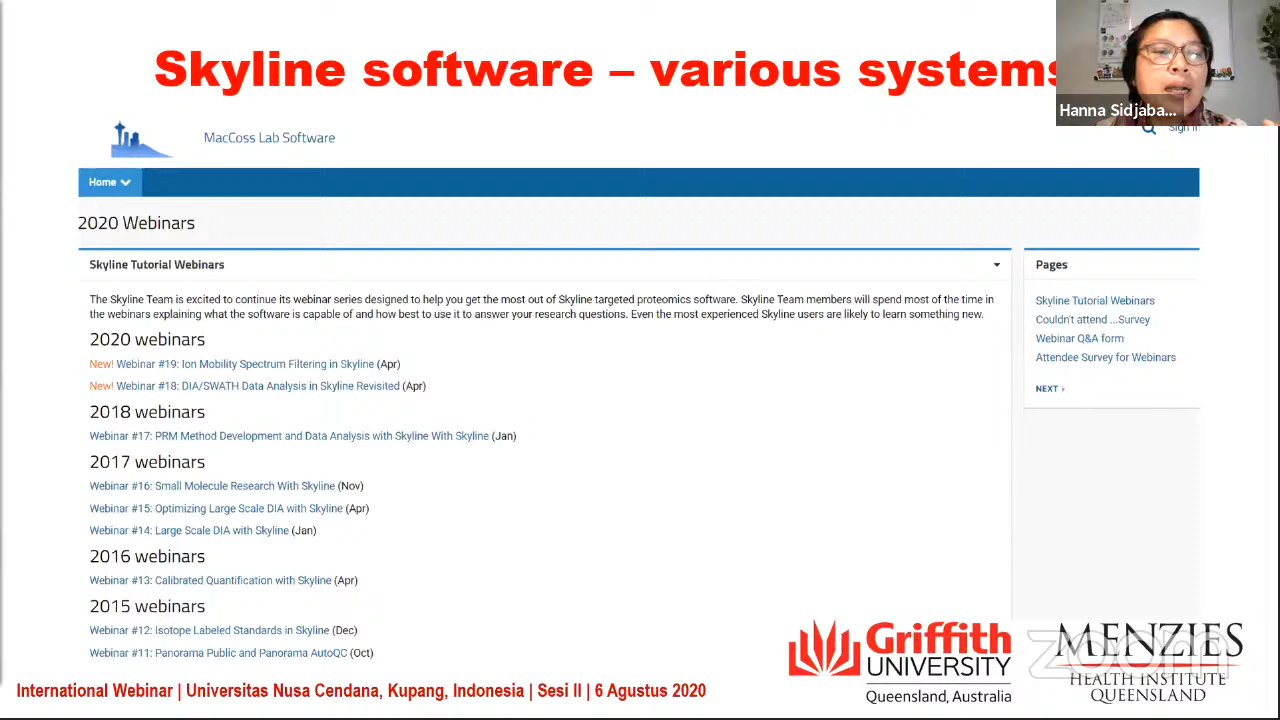 Skyline software – various systems
Hanna Sidjaba...
MacCoss Lab Software
Sign In
Home
2020 Webinars
Skyline Tutorial Webinars
The Skyline Team is excited to continue its webinar series designed to help you get the most out of Skyline targeted proteomics software. Skyline Team members will spend most of the time in
the webinars explaining what the software is capable of and how best to use it to answer your research questions. Even the most experienced Skyline users are likely to learn something new.
2020 webinars
New! Webinar #19: Ion Mobility Spectrum Filtering in Skyline (Apr)
New! Webinar #18: DIA/SWATH Data Analysis in Skyline Revisited (Apr)
2018 webinars
Webinar #17: PRM Method Development and Data Analysis with Skyline With Skyline (Jan)
2017 webinars
Webinar #16: Small Molecule Research With Skyline (Nov)
Webinar #15: Optimizing Large Scale DIA with Skyline (Apr)
Webinar #14: Large Scale DIA with Skyline (Jan)
2016 webinars
Webinar #13: Calibrated Quantification with Skyline (Apr)
2015 webinars
Webinar #12: Isotope Labeled Standards in Skyline (Dec)
Webinar #11: Panorama Public and Panorama AutoQC (Oct)
Pages
Skyline Tutorial Webinars
Couldn't attend ...Survey
Webinar Q&A form
Attendee Survey for Webinars
NEXT
Griffith
UNIVERSITY
Queensland, Australia
zoom
MENZIES
HEALTH INSTITUTE
QUEENSLAND
International Webinar | Universitas Nusa Cendana, Kupang, Indonesia | Sesi II | 6 Agustus 2020